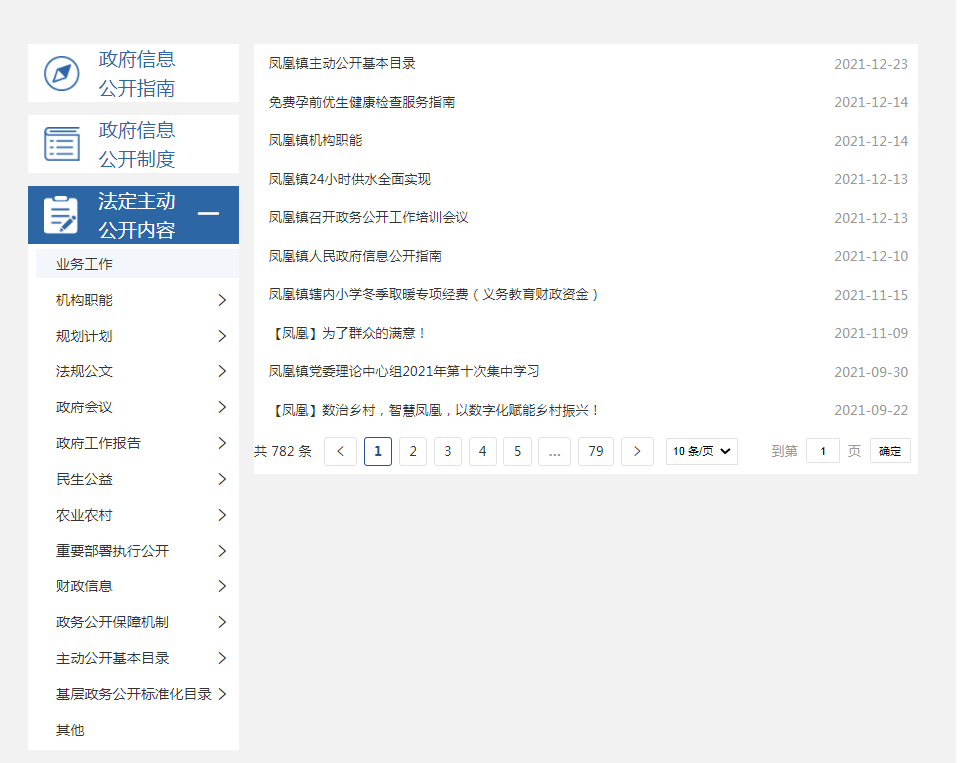 政府信息
公开指南
政府信息
公开制度
法定主动
公开内容
业务工作
机构职能
规划计划
法规公文
政府会议
政府工作报告
民生公益
农业农村
重要部署执行公开
财政信息
政务公开保障机制
主动公开基本目录
基层政务公开标准化目录
其他
凤凰镇主动公开基本目录 2021-12-23
免费孕前优生健康检查服务指南 2021-12-14
凤凰镇机构职能 2021-12-14
凤凰镇24小时供水全面实现 2021-12-13
凤凰镇召开政务公开工作培训会议 2021-12-13
凤凰镇人民政府信息公开指南 2021-12-10
凤凰镇辖内小学冬季取暖专项经费（义务教育财政资金） 2021-11-15
【凤凰】为了群众的满意！ 2021-11-09
凤凰镇党委理论中心组2021年第十次集中学习 2021-09-30
【凤凰】数治乡村，智慧凤凰，以数字化赋能乡村振兴！ 2021-09-22
共 782 条 < 1 2 3 4 5 … 79 > 10 条/页 到第 1 页 确定